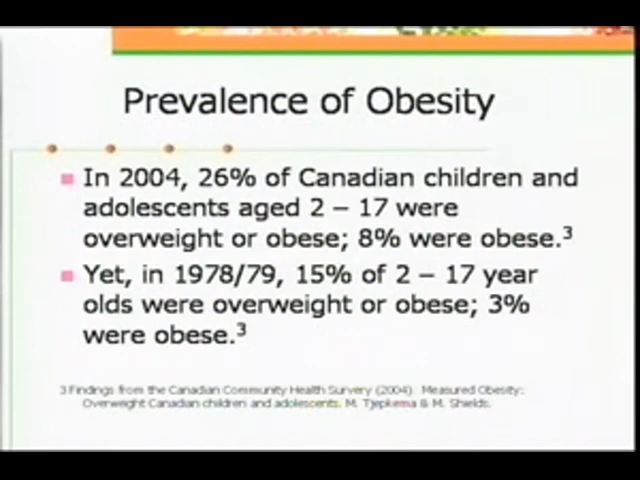 Prevalence of Obesity
In 2004, 26% of Canadian children and
adolescents aged 2 – 17 were
overweight or obese; 8% were obese.3
Yet, in 1978/79, 15% of 2 – 17 year
olds were overweight or obese; 3%
were obese.3
3 Findings from the Canadian Community Health Survery (2004). Measured Obesity:
Overweight Canadian children and adolescents. M. Tjepkema & M. Shields.